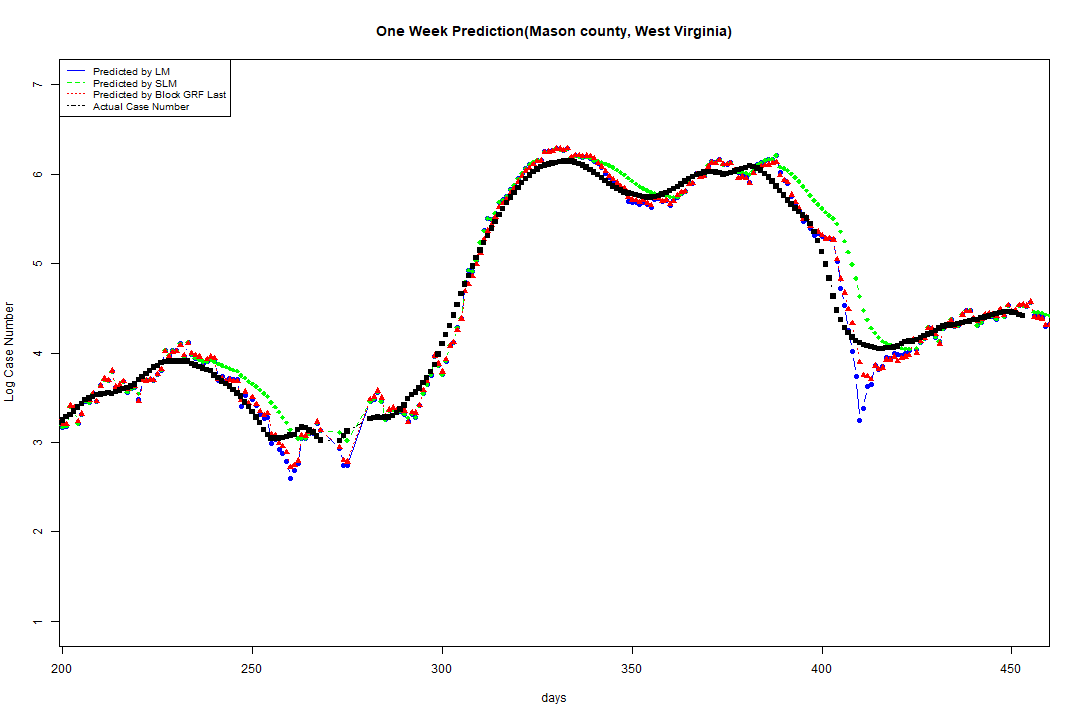 One Week Prediction(Mason county, West Virginia)
Predicted by LM
Predicted by SLM
Predicted by Block GRF Last
Actual Case Number
7
6
5
4
3
2
1
Log Case Number
200 250 300 350 400 450
days